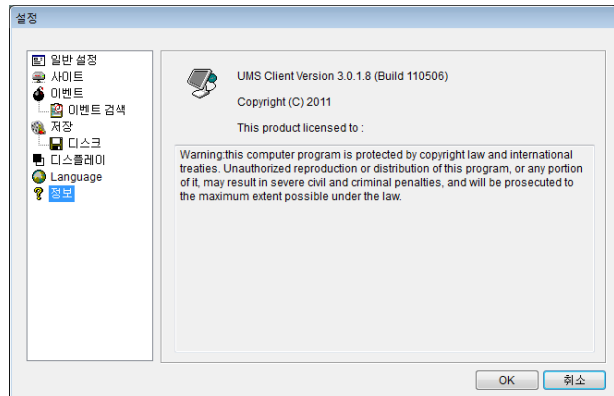 설정
일반 설정
사이트
이벤트
이벤트 검색
저장
디스크
디스플레이
Language
정보
UMS Client Version 3.0.1.8 (Build 110506)
Copyright (C) 2011
This product licensed to :
Warning:this computer program is protected by copyright law and international
treaties. Unauthorized reproduction or distribution of this program, or any portion
of it, may result in severe civil and criminal penalties, and will be prosecuted to
the maximum extent possible under the law.
OK
취소